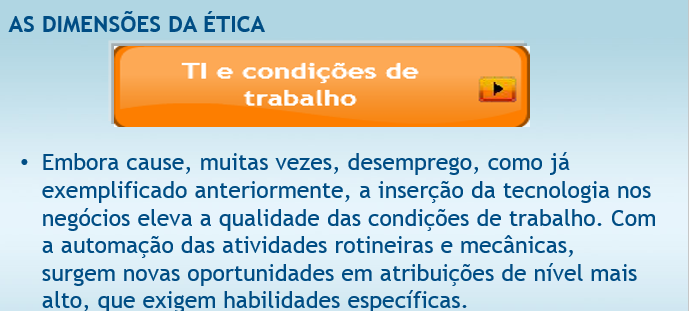 AS DIMENSÕES DA ÉTICA
TI e condições de
trabalho
• Embora cause, muitas vezes, desemprego, como já
exemplificado anteriormente, a inserção da tecnologia nos
negócios eleva a qualidade das condições de trabalho. Com
a automação das atividades rotineiras e mecânicas,
surgem novas oportunidades em atribuições de nível mais
alto, que exigem habilidades específicas.